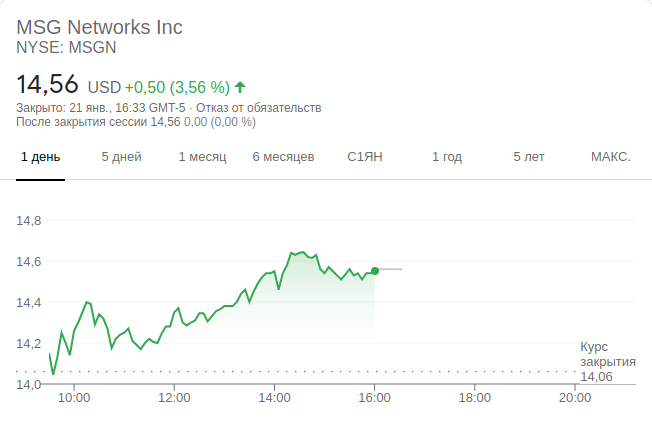 MSG Networks Inc
NYSE: MSGN
14,56 USD +0,50 (3,56 %)
Закрыто: 21 янв., 16:33 GMT-5 · Отказ от обязательств
После закрытия сессии 14,56 0,00 (0,00 %)
1 день 5 дней 1 месяц 6 месяцев С1ЯН 1 год 5 лет МАКС.
14,8
14,6
14,4
14,2
Курс
закрытия
14,06
14,0
10:00 12:00 14:00 16:00 18:00 20:00